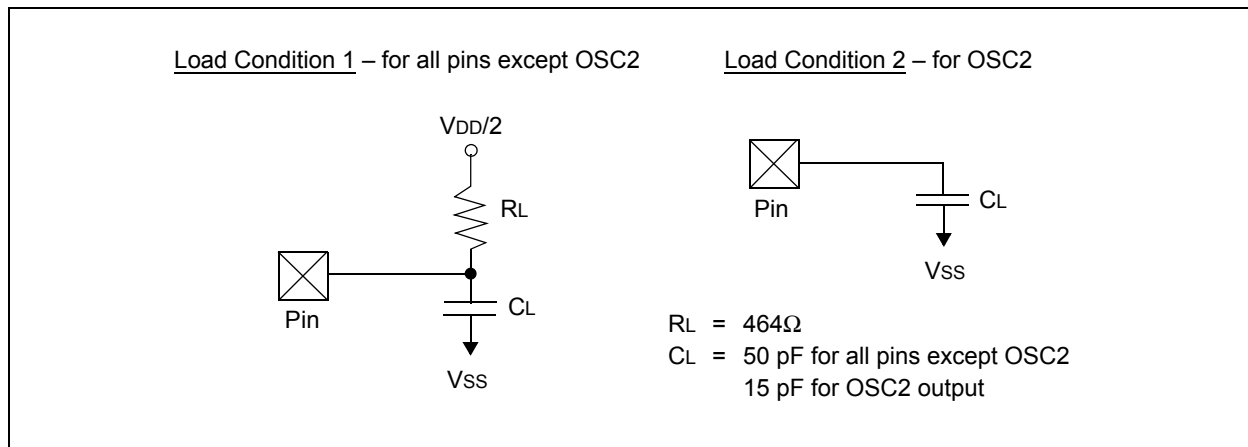 Load Condition 1 – for all pins except OSC2
VDD/2
RL
Pin
CL
VSS
Load Condition 2 – for OSC2
Pin
CL
VSS
RL = 464Ω
CL = 50 pF for all pins except OSC2
15 pF for OSC2 output